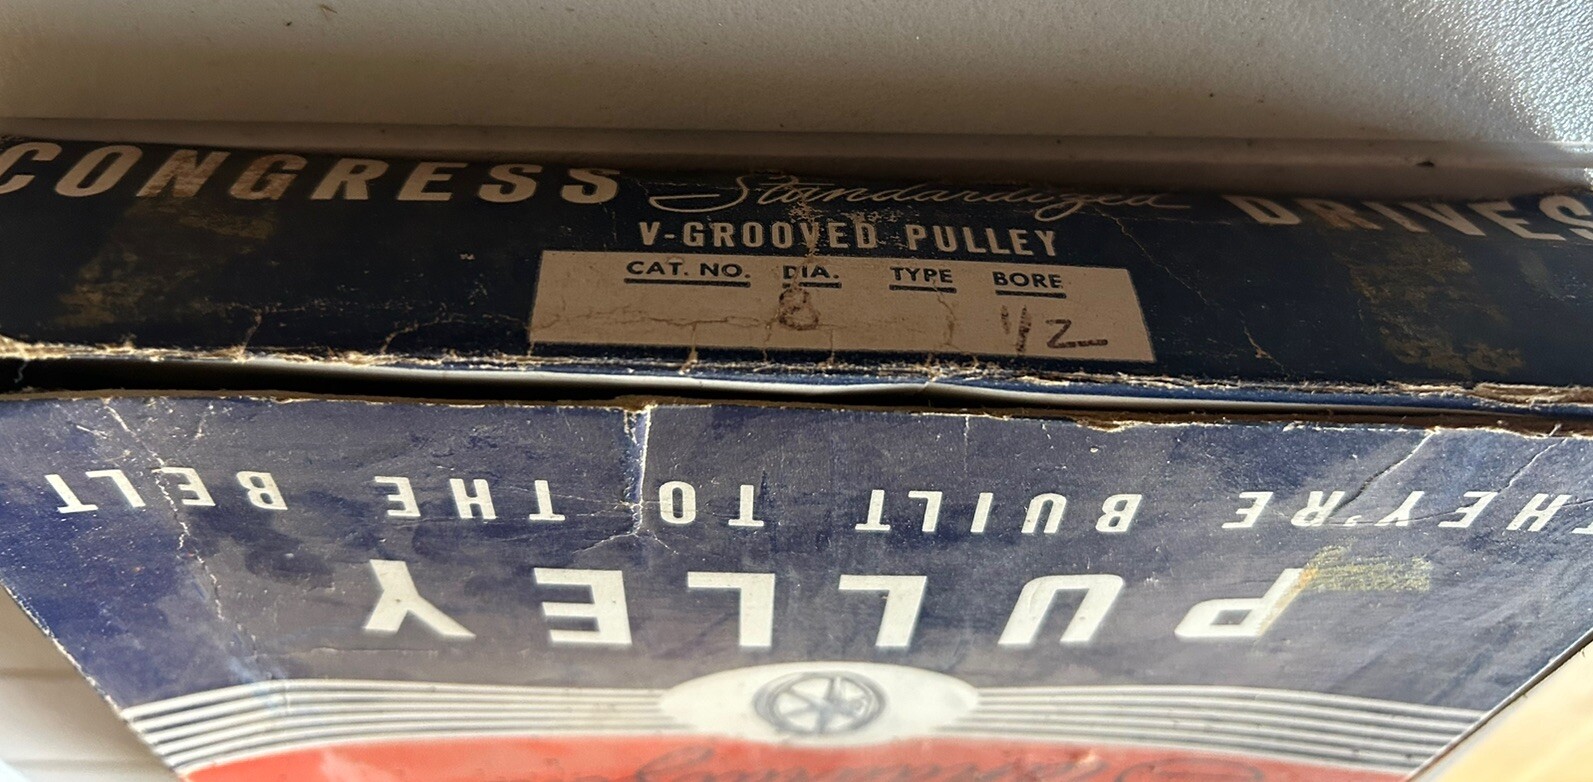 CONGRESS Standardized DRIVES
V-GROOVED PULLEY
CAT. NO. DIA. TYPE BORE
8 1/2
THEY'RE BUILT TO THE BELT
PULLEY